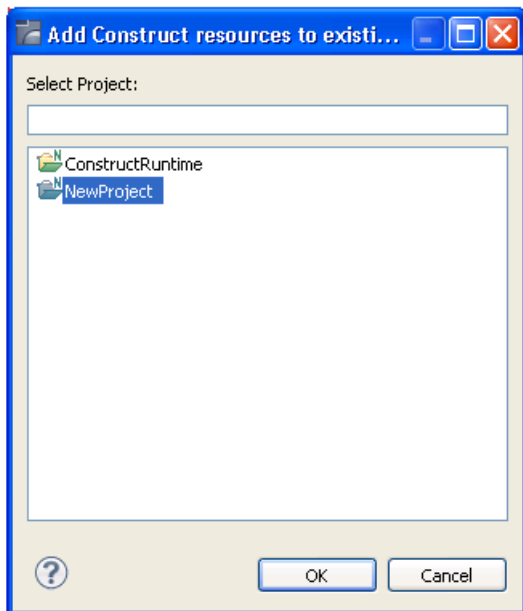 Add Construct resources to existi...
Select Project:
ConstructRuntime
NewProject
OK Cancel